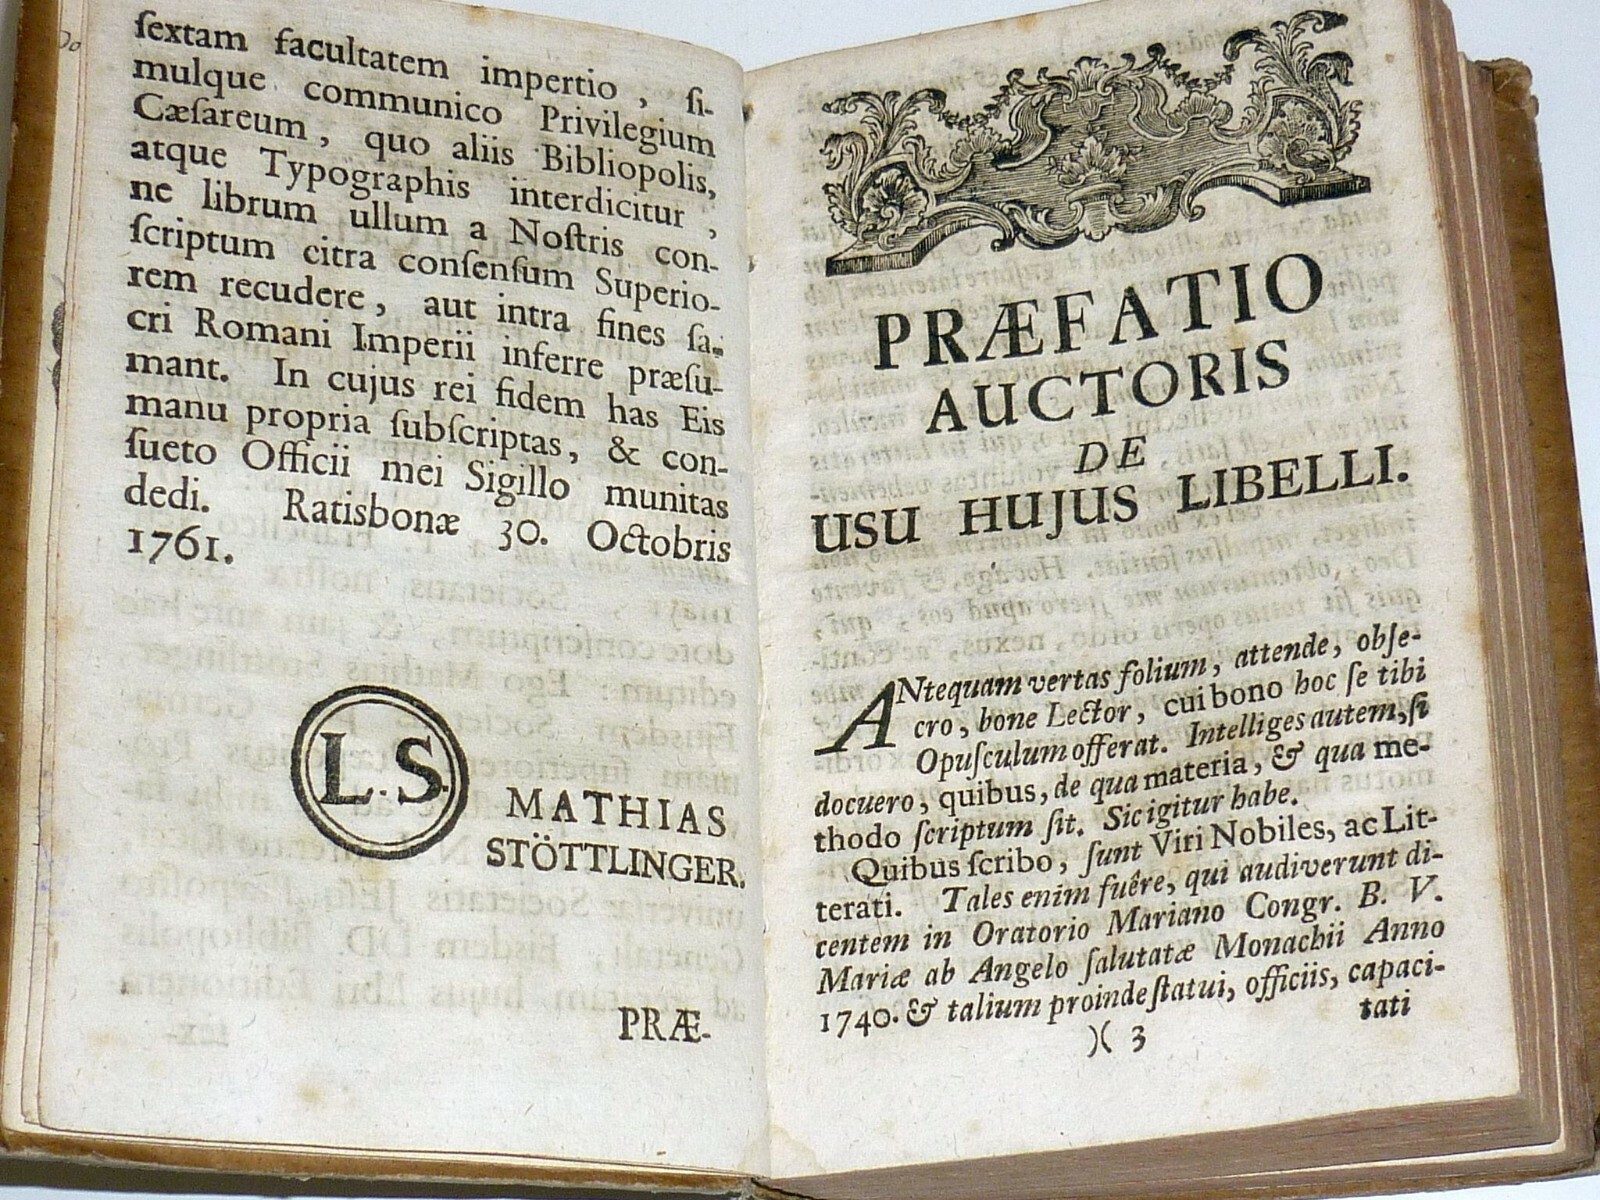 ſextam facultatem impertio, ſi-
mulque communico Privilegium
Cæſareum, quo aliis Bibliopolis,
atque Typographis interdicitur,
ne librum ullum a Noſtris con-
ſcriptum citra conſenſum Superio-
rem recudere, aut intra fines ſa-
cri Romani Imperii inferre præſu-
mant. In cujus rei fidem has Eis
manu propria ſubſcriptas, & con-
ſueto Officii mei Sigillo munitas
dedi. Ratisbonæ 30. Octobris
1761.
L. S.
MATHIAS
STÖTTLINGER.
PRÆ-
PRÆFATIO
AUCTORIS
DE
USU HUJUS LIBELLI.
ANtequam vertas folium, attende, obſe-
cro, bone Lector, cui bono hoc ſe tibi
Opuſculum offerat. Intelliges autem, ſi
docuero, quibus, de qua materia, & qua me-
thodo ſcriptum ſit. Sic igitur habe.
Quibus ſcribo, ſunt Viri Nobiles, ac Lit-
terati. Tales enim fuêre, qui audiverunt di-
centem in Oratorio Mariano Congr. B. V.
Mariæ ab Angelo ſalutatæ Monachii Anno
1740. & talium proinde ſtatui, officiis, capaci-
tati
)( 3